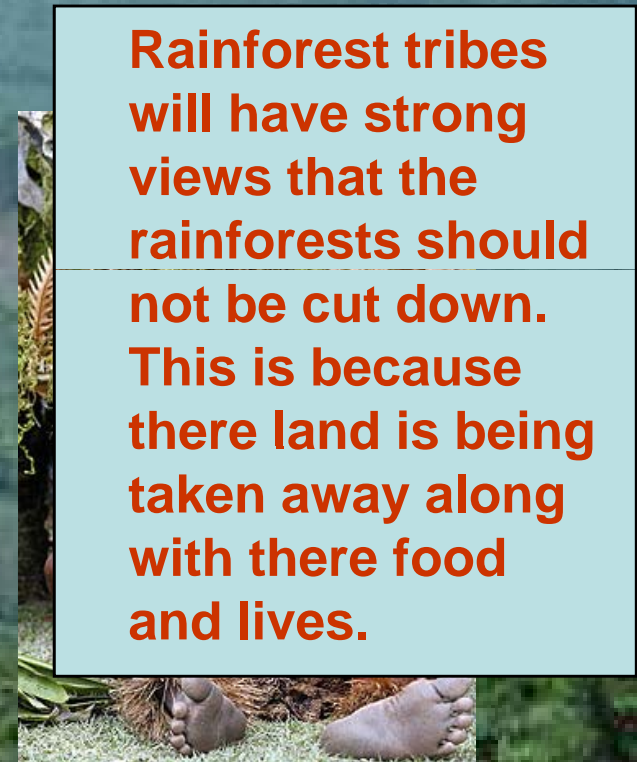 Rainforest tribes
will have strong
views that the
rainforests should
not be cut down.
This is because
there land is being
taken away along
with there food
and lives.